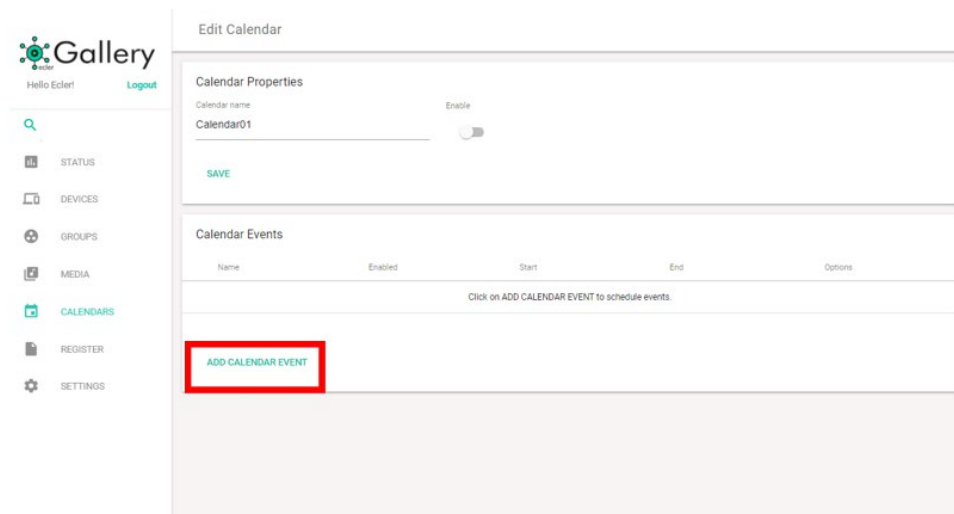 Edit Calendar
Gallery
ecler
Hello Ecler!
Logout
STATUS
DEVICES
GROUPS
MEDIA
CALENDARS
REGISTER
SETTINGS
Calendar Properties
Calendar name
Enable
Calendar01
SAVE
Calendar Events
Name Enabled Start End Options
Click on ADD CALENDAR EVENT to schedule events.
ADD CALENDAR EVENT